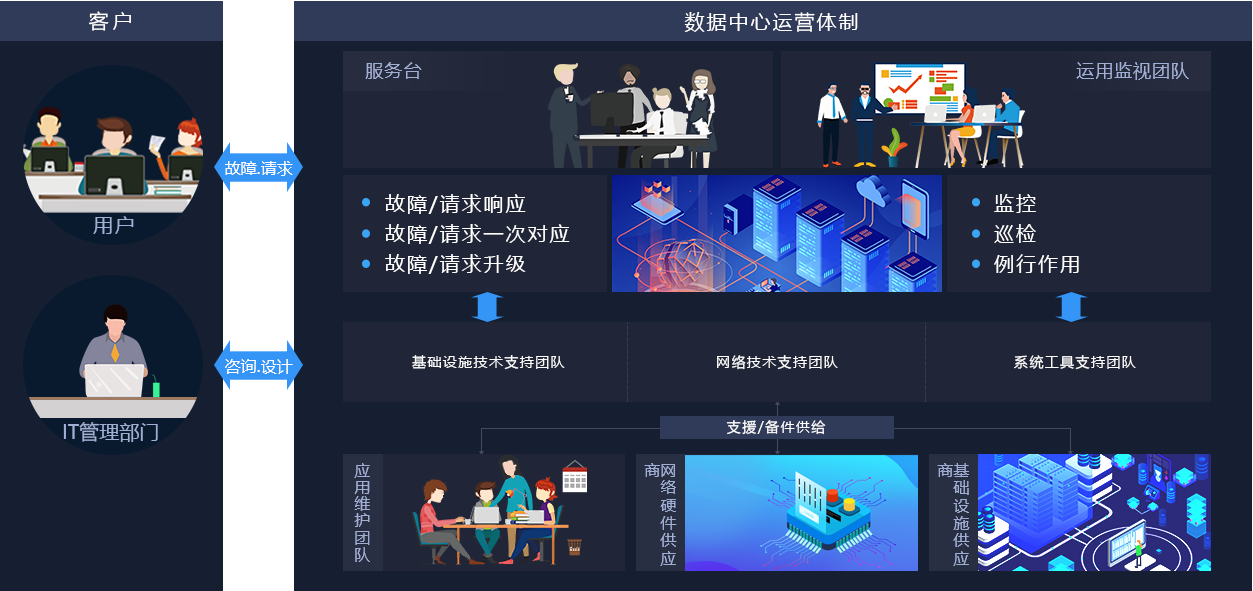 客户
用户
IT管理部门
故障.请求
咨询.设计
数据中心运营体制
服务台
运用监视团队
故障/请求响应
故障/请求一次对应
故障/请求升级
监控
巡检
例行作用
基础设施技术支持团队
网络技术支持团队
系统工具支持团队
支援/备件供给
应用维护团队
网络硬件供应商
基础设施供应商